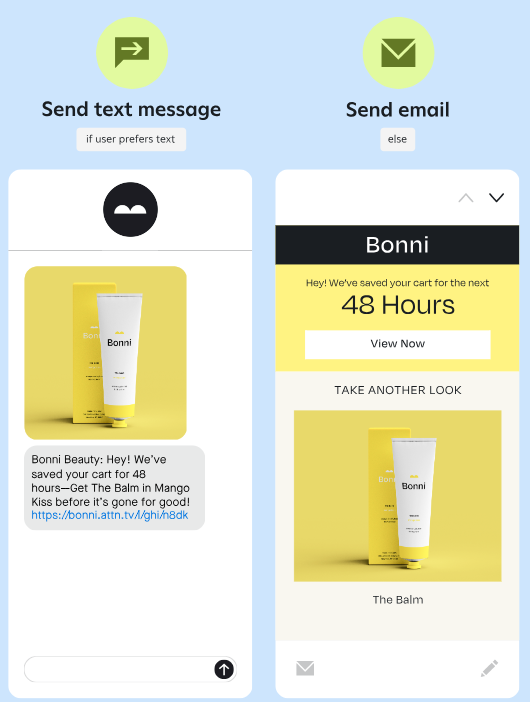 Send text message
if user prefers text
Bonni
Bonni Beauty: Hey! We've
saved your cart for 48
hours—Get The Balm in Mango
Kiss before it's gone for good!
https://bonni.attn.tv/l/ghi/n8dk
Send email
else
Bonni
Hey! We've saved your cart for the next
48 Hours
View Now
TAKE ANOTHER LOOK
Bonni
The Balm